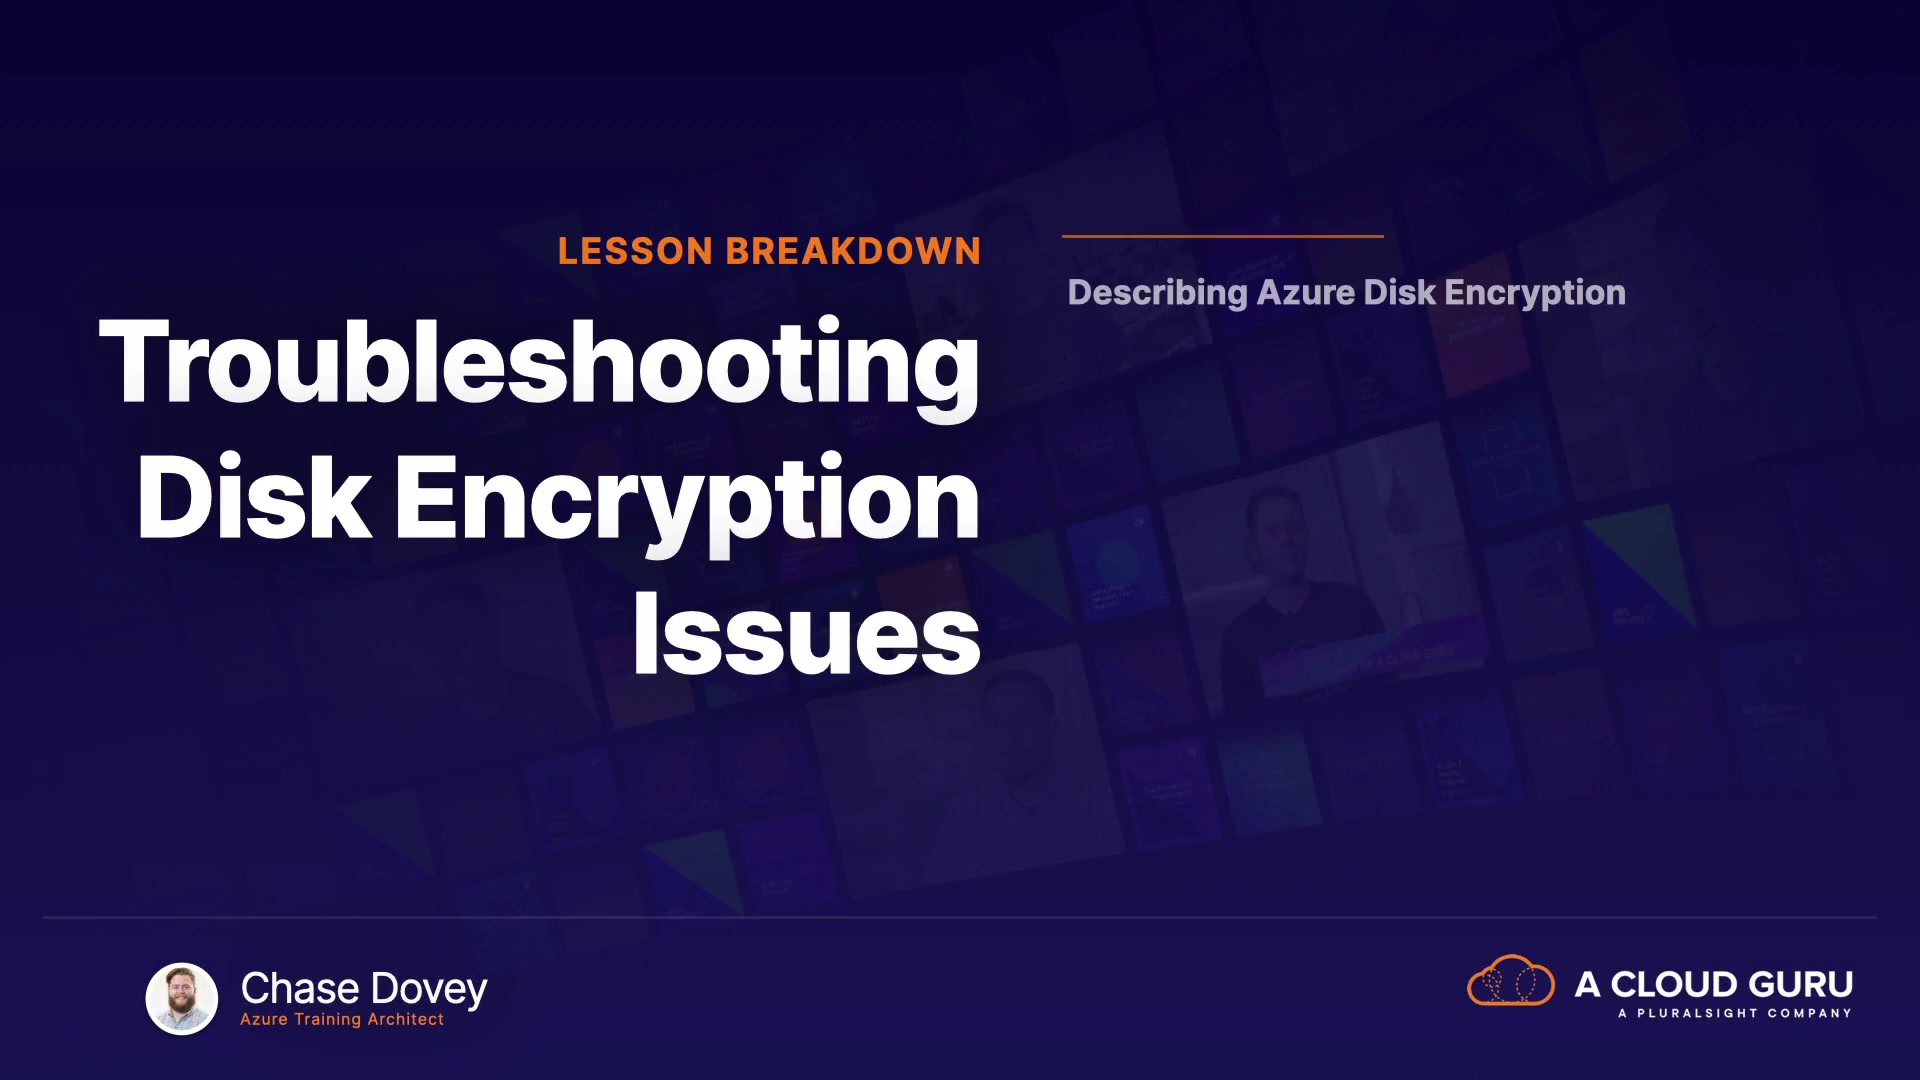 LESSON BREAKDOWN
Troubleshooting
Disk Encryption
Issues
Describing Azure Disk Encryption
Chase Dovey
Azure Training Architect
A CLOUD GURU
A PLURALSIGHT COMPANY